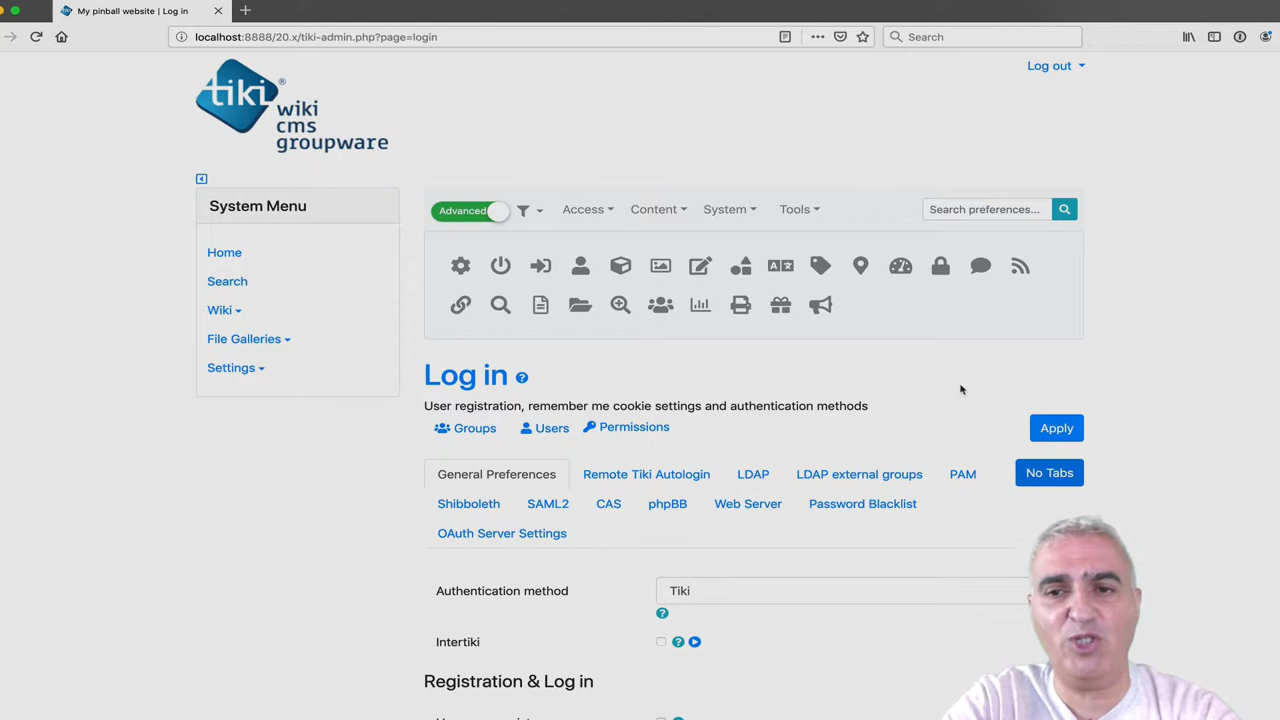 My pinball website | Log in
localhost:8888/20.x/tiki-admin.php?page=login
Search
Log out
tiki®
wiki
cms
groupware
System Menu
Home
Search
Wiki
File Galleries
Settings
Advanced
Access
Content
System
Tools
Search preferences...
Log in
User registration, remember me cookie settings and authentication methods
Groups
Users
Permissions
Apply
General Preferences
Remote Tiki Autologin
LDAP
LDAP external groups
PAM
No Tabs
Shibboleth
SAML2
CAS
phpBB
Web Server
Password Blacklist
OAuth Server Settings
Authentication method
Tiki
Intertiki
Registration & Log in